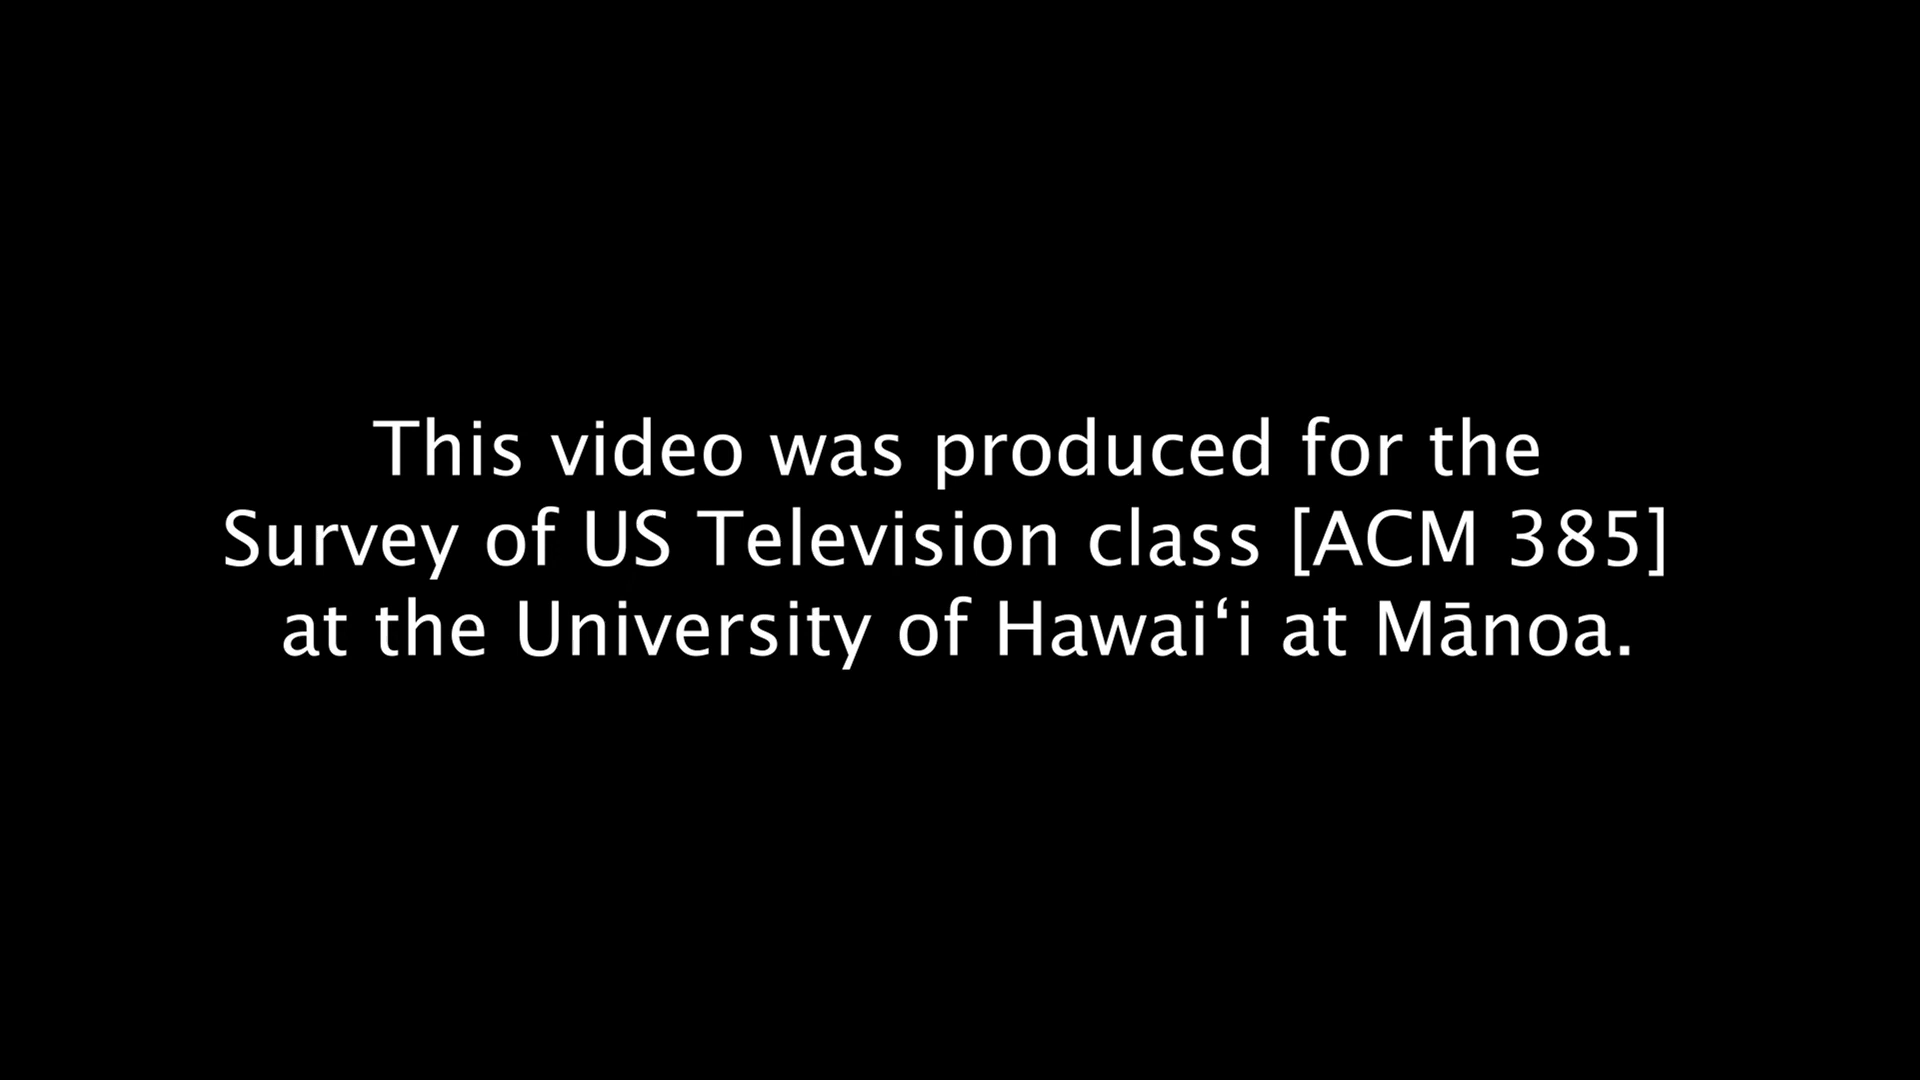 This video was produced for the
Survey of US Television class [ACM 385]
at the University of Hawaiʻi at Mānoa.